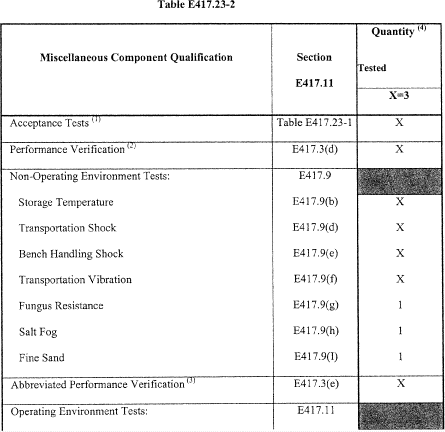 Table E417.23-2
Miscellaneous Component Qualification
Section
E417.11
Quantity (4)
Tested
X=3
Acceptance Tests (1) Table E417.23-1 X
Performance Verification (2) E417.3(d) X
Non-Operating Environment Tests: E417.9
Storage Temperature E417.9(b) X
Transportation Shock E417.9(d) X
Bench Handling Shock E417.9(e) X
Transportation Vibration E417.9(f) X
Fungus Resistance E417.9(g) 1
Salt Fog E417.9(h) 1
Fine Sand E417.9(I) 1
Abbreviated Performance Verification (3) E417.3(e) X
Operating Environment Tests: E417.11